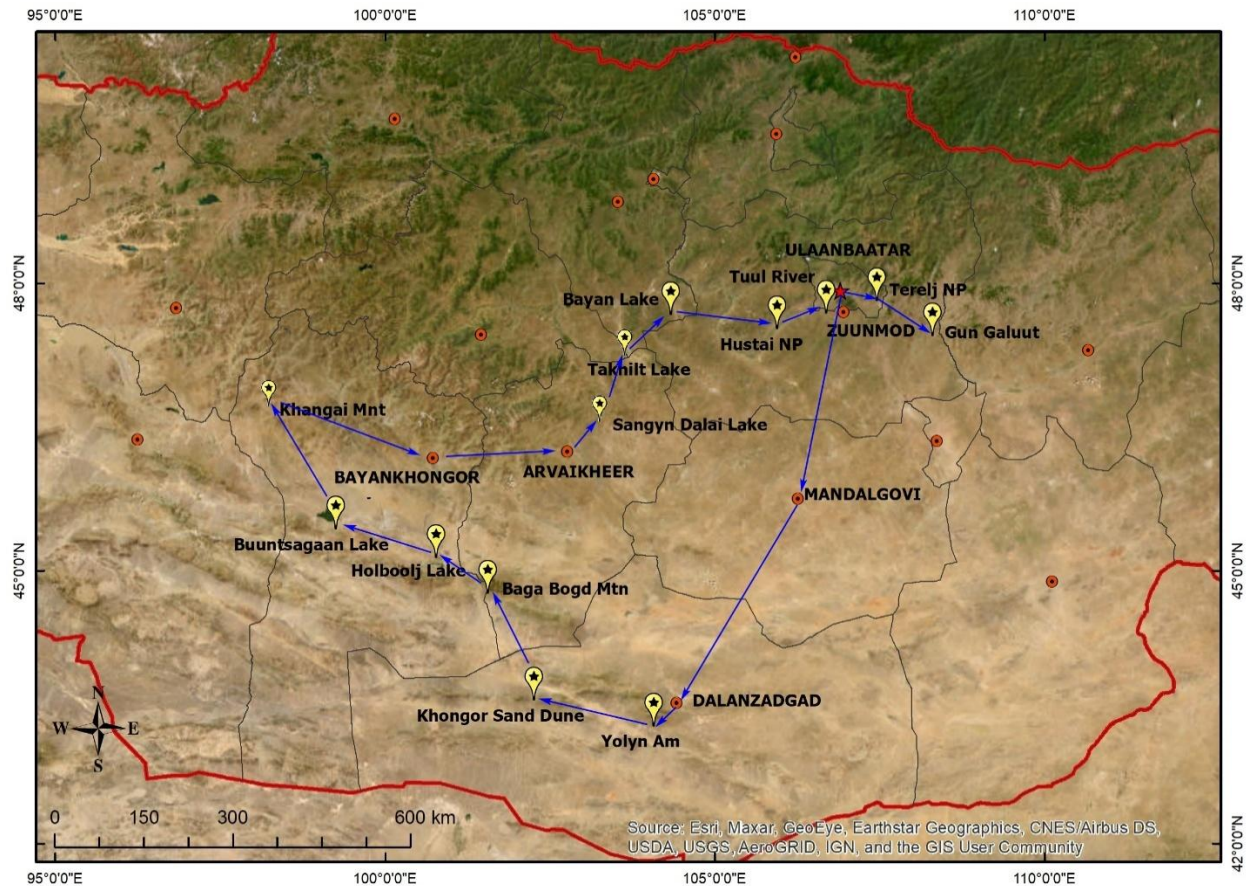 95°0'0"E 100°0'0"E 105°0'0"E 110°0'0"E
48°0'0"N 48°0'0"N
ULAANBAATAR
Tuul River
Terelj NP
Bayan Lake
Hustai NP
ZUUNMOD
Gun Galuut
Takhilt Lake
Khangai Mnt
Sangyn Dalai Lake
BAYANKHONGOR
ARVAIKHEER
MANDALGOVI
Buuntsagaan Lake
45°0'0"N 45°0'0"N
Holboolj Lake
Baga Bogd Mtn
DALANZADGAD
Khongor Sand Dune
Yolyn Am
N
W E
S
0 150 300 600 km
Source: Esri, Maxar, GeoEye, Earthstar Geographics, CNES/Airbus DS,
USDA, USGS, AeroGRID, IGN, and the GIS User Community
42°0'0"N 42°0'0"N
95°0'0"E 100°0'0"E 105°0'0"E 110°0'0"E